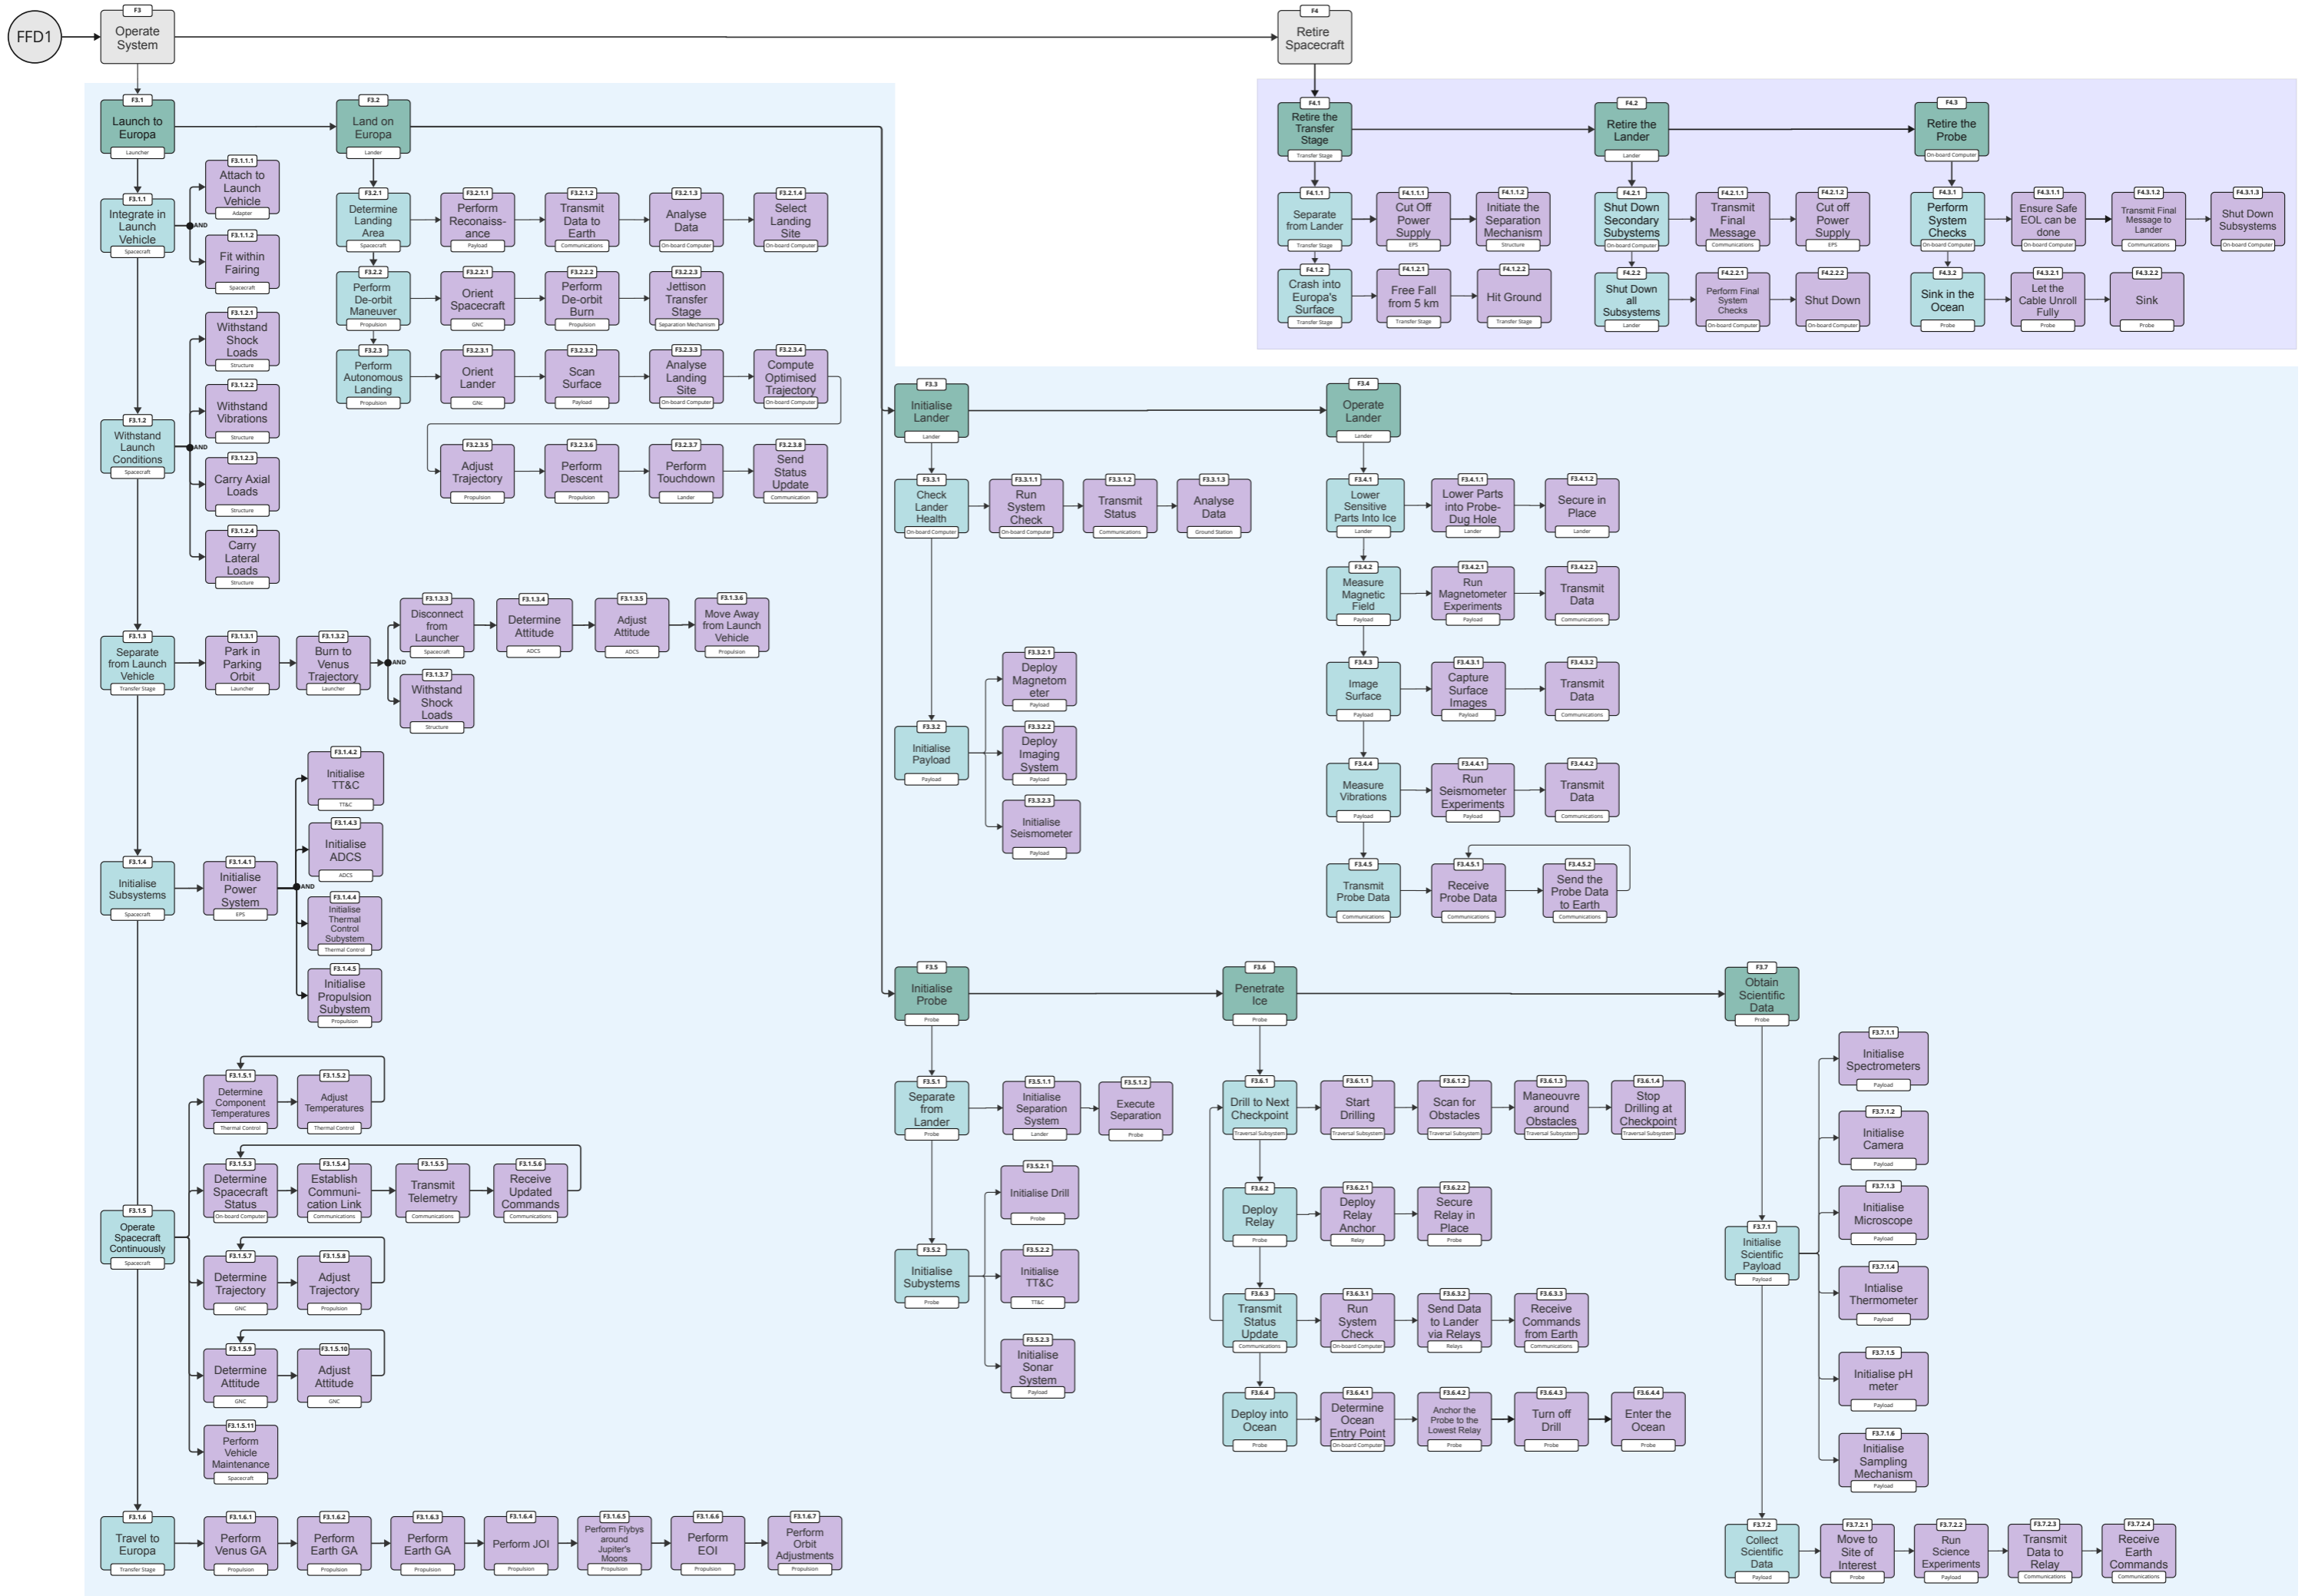 FFD1
F3
Operate
System
F4
Retire
Spacecraft
F3.1
Launch to
Europa
Launcher
F3.2
Land on
Europa
Lander
F4.1
Retire the
Transfer
Stage
Transfer Stage
F4.2
Retire the
Lander
Lander
F4.3
Retire the
Probe
On-board Computer
F3.1.1
Integrate in
Launch
Vehicle
Spacecraft
AND
F3.1.1.1
Attach to
Launch
Vehicle
Adapter
F3.1.1.2
Fit within
Fairing
Spacecraft
F3.1.2
Withstand
Launch
Conditions
Spacecraft
AND
F3.1.2.1
Withstand
Shock
Loads
Structure
F3.1.2.2
Withstand
Vibrations
Structure
F3.1.2.3
Carry Axial
Loads
Structure
F3.1.2.4
Carry
Lateral
Loads
Structure
F3.1.3
Separate
from Launch
Vehicle
Transfer Stage
F3.1.3.1
Park in
Parking
Orbit
Launcher
F3.1.3.2
Burn to
Venus
Trajectory
Launcher
AND
F3.1.3.3
Disconnect
from
Launcher
Spacecraft
F3.1.3.4
Determine
Attitude
ADCS
F3.1.3.5
Adjust
Attitude
ADCS
F3.1.3.6
Move Away
from Launch
Vehicle
Propulsion
F3.1.3.7
Withstand
Shock
Loads
Structure
F3.1.4
Initialise
Subsystems
Spacecraft
F3.1.4.1
Initialise
Power
System
EPS
AND
F3.1.4.2
Initialise
TT&C
TT&C
F3.1.4.3
Initialise
ADCS
ADCS
F3.1.4.4
Initialise
Thermal
Control
Subystem
Thermal Control
F3.1.4.5
Initialise
Propulsion
Subsystem
Propulsion
F3.1.5
Operate
Spacecraft
Continuously
Spacecraft
F3.1.5.1
Determine
Component
Temperatures
Thermal Control
F3.1.5.2
Adjust
Temperatures
Thermal Control
F3.1.5.3
Determine
Spacecraft
Status
On-board Computer
F3.1.5.4
Establish
Communi-
cation Link
Communications
F3.1.5.5
Transmit
Telemetry
Communications
F3.1.5.6
Receive
Updated
Commands
Communications
F3.1.5.7
Determine
Trajectory
GNC
F3.1.5.8
Adjust
Trajectory
Propulsion
F3.1.5.9
Determine
Attitude
GNC
F3.1.5.10
Adjust
Attitude
GNC
F3.1.5.11
Perform
Vehicle
Maintenance
Spacecraft
F3.1.6
Travel to
Europa
Transfer Stage
F3.1.6.1
Perform
Venus GA
Propulsion
F3.1.6.2
Perform
Earth GA
Propulsion
F3.1.6.3
Perform
Earth GA
Propulsion
F3.1.6.4
Perform JOI
Propulsion
F3.1.6.5
Perform Flybys
around
Jupiter's
Moons
Propulsion
F3.1.6.6
Perform
EOI
Propulsion
F3.1.6.7
Perform
Orbit
Adjustments
Propulsion
F3.2.1
Determine
Landing
Area
Spacecraft
F3.2.1.1
Perform
Reconaiss-
ance
Payload
F3.2.1.2
Transmit
Data to
Earth
Communications
F3.2.1.3
Analyse
Data
On-board Computer
F3.2.1.4
Select
Landing
Site
On-board Computer
F3.2.2
Perform
De-orbit
Maneuver
Propulsion
F3.2.2.1
Orient
Spacecraft
GNC
F3.2.2.2
Perform
De-orbit
Burn
Propulsion
F3.2.2.3
Jettison
Transfer
Stage
Separation Mechanism
F3.2.3
Perform
Autonomous
Landing
Propulsion
F3.2.3.1
Orient
Lander
GNc
F3.2.3.2
Scan
Surface
Payload
F3.2.3.3
Analyse
Landing
Site
On-board Computer
F3.2.3.4
Compute
Optimised
Trajectory
On-board Computer
F3.2.3.5
Adjust
Trajectory
Propulsion
F3.2.3.6
Perform
Descent
Propulsion
F3.2.3.7
Perform
Touchdown
Lander
F3.2.3.8
Send
Status
Update
Communication
F4.1.1
Separate
from Lander
Transfer Stage
F4.1.1.1
Cut Off
Power
Supply
EPS
F4.1.1.2
Initiate the
Separation
Mechanism
Structure
F4.1.2
Crash into
Europa's
Surface
Transfer Stage
F4.1.2.1
Free Fall
from 5 km
Transfer Stage
F4.1.2.2
Hit Ground
Transfer Stage
F4.2.1
Shut Down
Secondary
Subsystems
On-board Computer
F4.2.1.1
Transmit
Final
Message
Communications
F4.2.1.2
Cut off
Power
Supply
EPS
F4.2.2
Shut Down
all
Subsystems
Lander
F4.2.2.1
Perform Final
System
Checks
On-board Computer
F4.2.2.2
Shut Down
On-board Computer
F4.3.1
Perform
System
Checks
On-board Computer
F4.3.1.1
Ensure Safe
EOL can be
done
On-board Computer
F4.3.1.2
Transmit Final
Message to
Lander
Communications
F4.3.1.3
Shut Down
Subsystems
On-board Computer
F4.3.2
Sink in the
Ocean
Probe
F4.3.2.1
Let the
Cable Unroll
Fully
Probe
F4.3.2.2
Sink
Probe
F3.3
Initialise
Lander
Lander
F3.4
Operate
Lander
Lander
F3.3.1
Check
Lander
Health
On-board Computer
F3.3.1.1
Run
System
Check
On-board Computer
F3.3.1.2
Transmit
Status
Communications
F3.3.1.3
Analyse
Data
Ground Station
F3.3.2
Initialise
Payload
Payload
F3.3.2.1
Deploy
Magnetom
eter
Payload
F3.3.2.2
Deploy
Imaging
System
Payload
F3.3.2.3
Initialise
Seismometer
Payload
F3.4.1
Lower
Sensitive
Parts Into Ice
Lander
F3.4.1.1
Lower Parts
into Probe-
Dug Hole
Lander
F3.4.1.2
Secure in
Place
Lander
F3.4.2
Measure
Magnetic
Field
Payload
F3.4.2.1
Run
Magnetometer
Experiments
Payload
F3.4.2.2
Transmit
Data
Communications
F3.4.3
Image
Surface
Payload
F3.4.3.1
Capture
Surface
Images
Payload
F3.4.3.2
Transmit
Data
Communications
F3.4.4
Measure
Vibrations
Payload
F3.4.4.1
Run
Seismometer
Experiments
Payload
F3.4.4.2
Transmit
Data
Communications
F3.4.5
Transmit
Probe Data
Communications
F3.4.5.1
Receive
Probe Data
Communications
F3.4.5.2
Send the
Probe Data
to Earth
Communications
F3.5
Initialise
Probe
Probe
F3.6
Penetrate
Ice
Probe
F3.7
Obtain
Scientific
Data
Probe
F3.5.1
Separate
from
Lander
Probe
F3.5.1.1
Initialise
Separation
System
Lander
F3.5.1.2
Execute
Separation
Probe
F3.5.2
Initialise
Subystems
Probe
F3.5.2.1
Initialise Drill
Probe
F3.5.2.2
Initialise
TT&C
TT&C
F3.5.2.3
Initialise
Sonar
System
Payload
F3.6.1
Drill to Next
Checkpoint
Traversal Subsystem
F3.6.1.1
Start
Drilling
Traversal Subsystem
F3.6.1.2
Scan for
Obstacles
Traversal Subsystem
F3.6.1.3
Maneouvre
around
Obstacles
Traversal Subsystem
F3.6.1.4
Stop
Drilling at
Checkpoint
Traversal Subsystem
F3.6.2
Deploy
Relay
Probe
F3.6.2.1
Deploy
Relay
Anchor
Relay
F3.6.2.2
Secure
Relay in
Place
Probe
F3.6.3
Transmit
Status
Update
Communications
F3.6.3.1
Run
System
Check
On-board Computer
F3.6.3.2
Send Data
to Lander
via Relays
Relays
F3.6.3.3
Receive
Commands
from Earth
Communications
F3.6.4
Deploy into
Ocean
Probe
F3.6.4.1
Determine
Ocean
Entry Point
On-board Computer
F3.6.4.2
Anchor the
Probe to the
Lowest Relay
Probe
F3.6.4.3
Turn off
Drill
Probe
F3.6.4.4
Enter the
Ocean
Probe
F3.7.1
Initialise
Scientific
Payload
Payload
F3.7.1.1
Initialise
Spectrometers
Payload
F3.7.1.2
Initialise
Camera
Payload
F3.7.1.3
Initialise
Microscope
Payload
F3.7.1.4
Intialise
Thermometer
Payload
F3.7.1.5
Initialise pH
meter
Payload
F3.7.1.6
Initialise
Sampling
Mechanism
Payload
F3.7.2
Collect
Scientific
Data
Payload
F3.7.2.1
Move to
Site of
Interest
Probe
F3.7.2.2
Run
Science
Experiments
Payload
F3.7.2.3
Transmit
Data to
Relay
Communications
F3.7.2.4
Receive
Earth
Commands
Communications